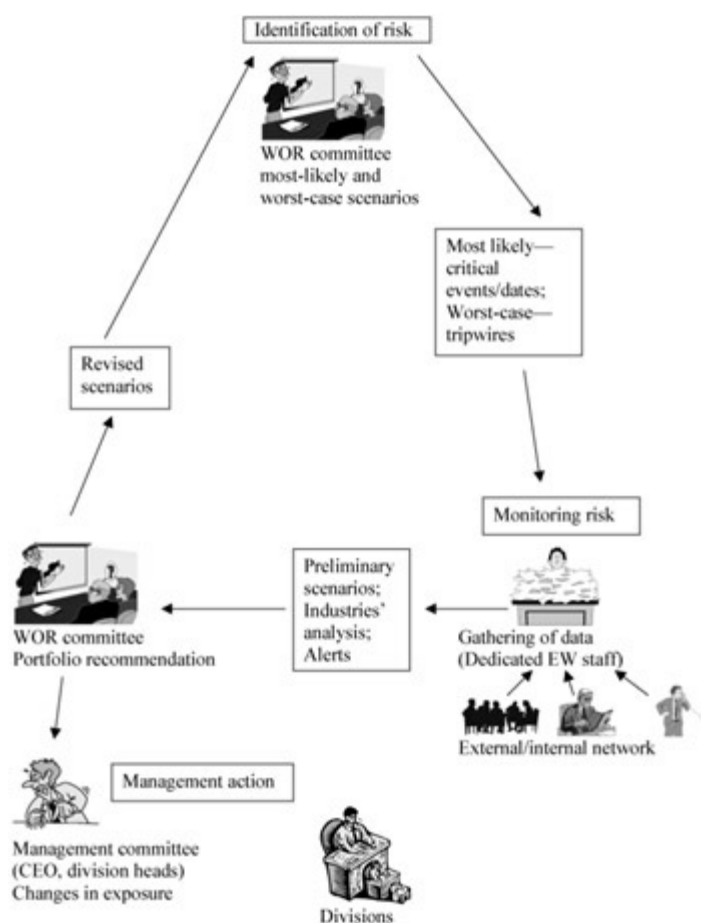 Identification of risk
WOR committee
most-likely and
worst-case scenarios
Most likely—
critical
events/dates;
Worst-case—
tripwires
Revised
scenarios
Monitoring risk
Preliminary
scenarios;
Industries'
analysis;
Alerts
Gathering of data
(Dedicated EW staff)
External/internal network
WOR committee
Portfolio recommendation
Management action
Management committee
(CEO, division heads)
Changes in exposure
Divisions